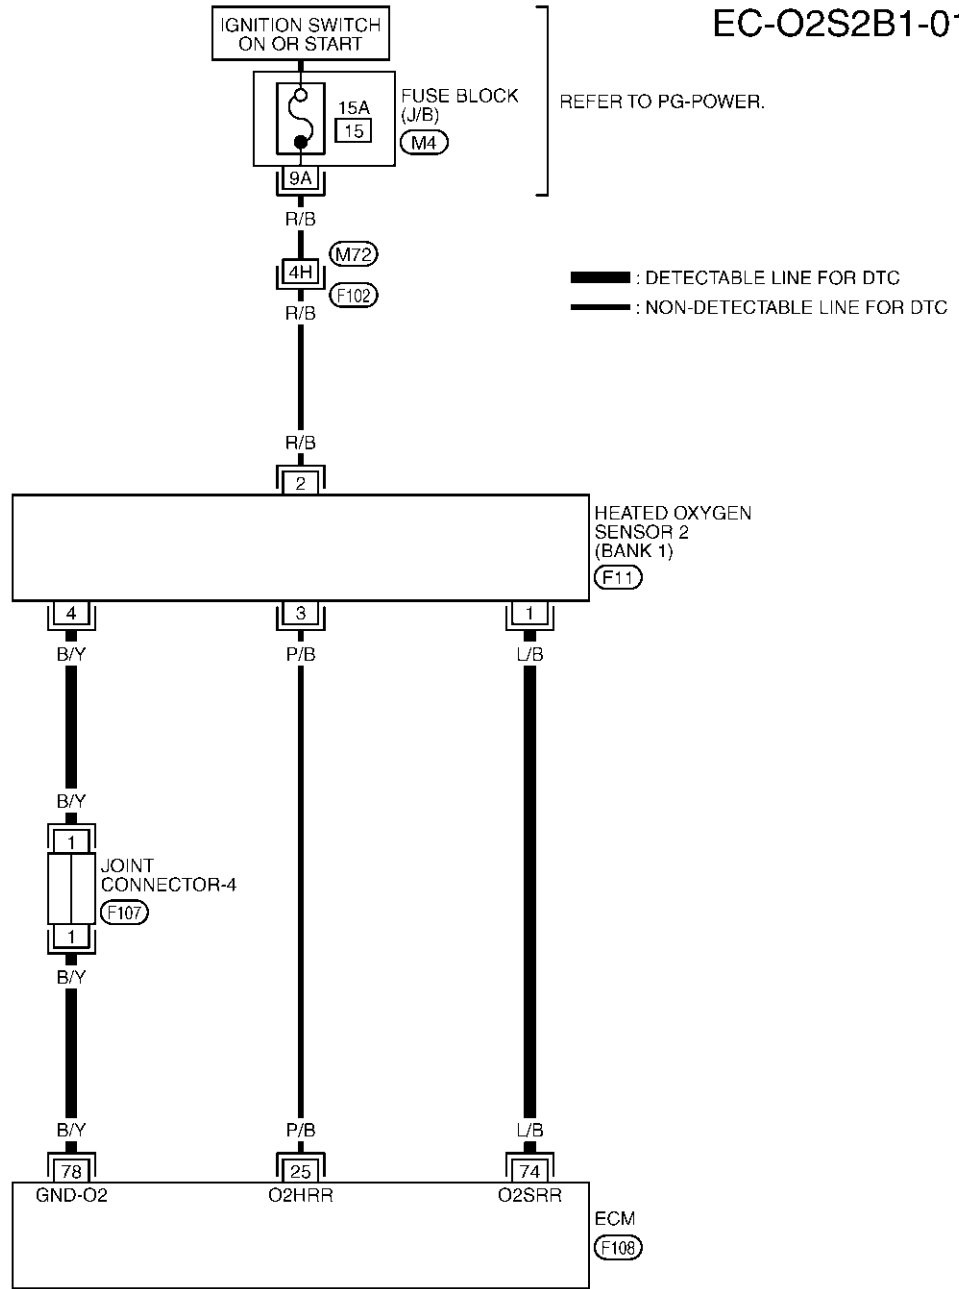 EC-O2S2B1-01
IGNITION SWITCH
ON OR START
FUSE BLOCK
(J/B)
M4
15A
15
REFER TO PG-POWER.
9A
R/B
M72
4H
F102
R/B
: DETECTABLE LINE FOR DTC
: NON-DETECTABLE LINE FOR DTC
R/B
2
HEATED OXYGEN
SENSOR 2
(BANK 1)
F11
4
3
1
B/Y
P/B
L/B
B/Y
1
JOINT
CONNECTOR-4
F107
1
B/Y
B/Y
P/B
L/B
78
25
74
GND-O2
O2HRR
O2SRR
ECM
F108